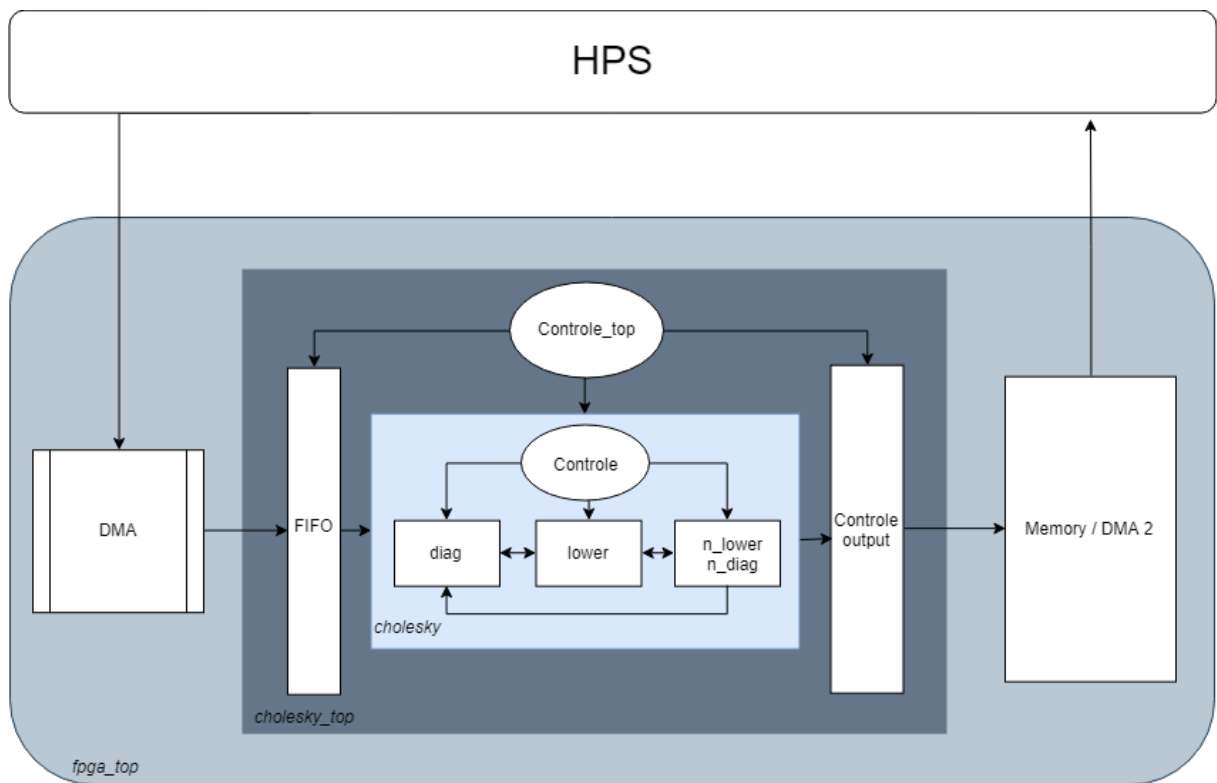 HPS
Controle_top
Controle
DMA
FIFO
diag
lower
n_lower
n_diag
Controle
output
Memory / DMA 2
cholesky
cholesky_top
fpga_top